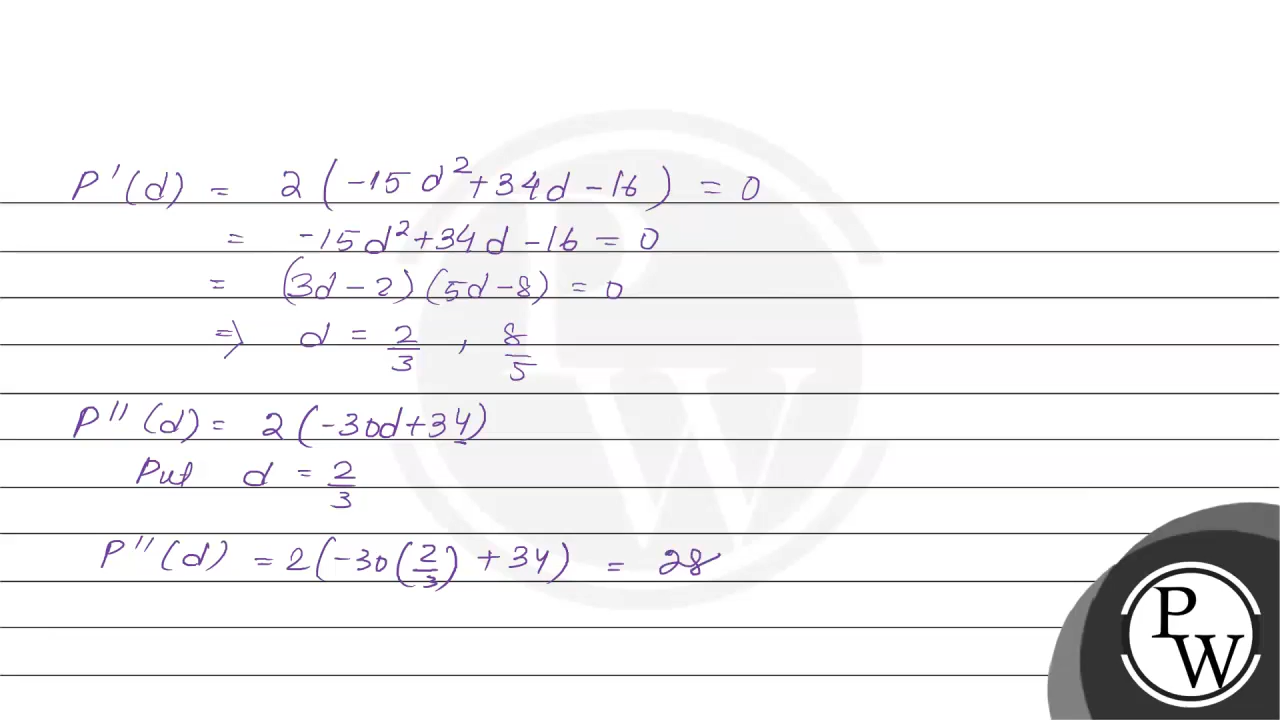 P'(d) = 2(-15d²+34d-16) = 0
= -15d²+34d-16 = 0
= (3d-2)(5d-8) = 0
=> d = 2/3, 8/5
P''(d) = 2(-30d+34)
Put d = 2/3
P''(d) = 2(-30(2/3)+34) = 28
PW
PW